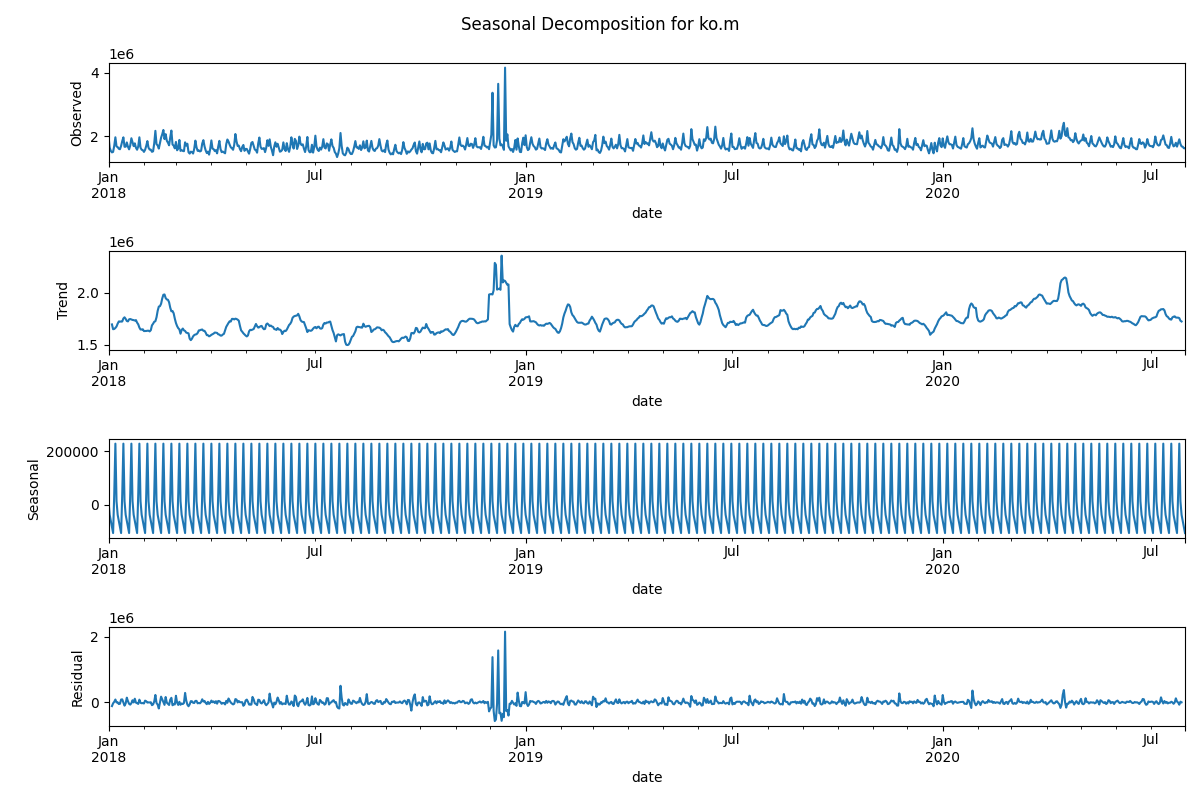 Seasonal Decomposition for ko.m
1e6
Observed
4
2
Jan Jul Jan Jul Jan Jul
2018 2019 2020
date
1e6
Trend
2.0
1.5
Jan Jul Jan Jul Jan Jul
2018 2019 2020
date
Seasonal
200000
0
Jan Jul Jan Jul Jan Jul
2018 2019 2020
date
1e6
Residual
2
0
Jan Jul Jan Jul Jan Jul
2018 2019 2020
date